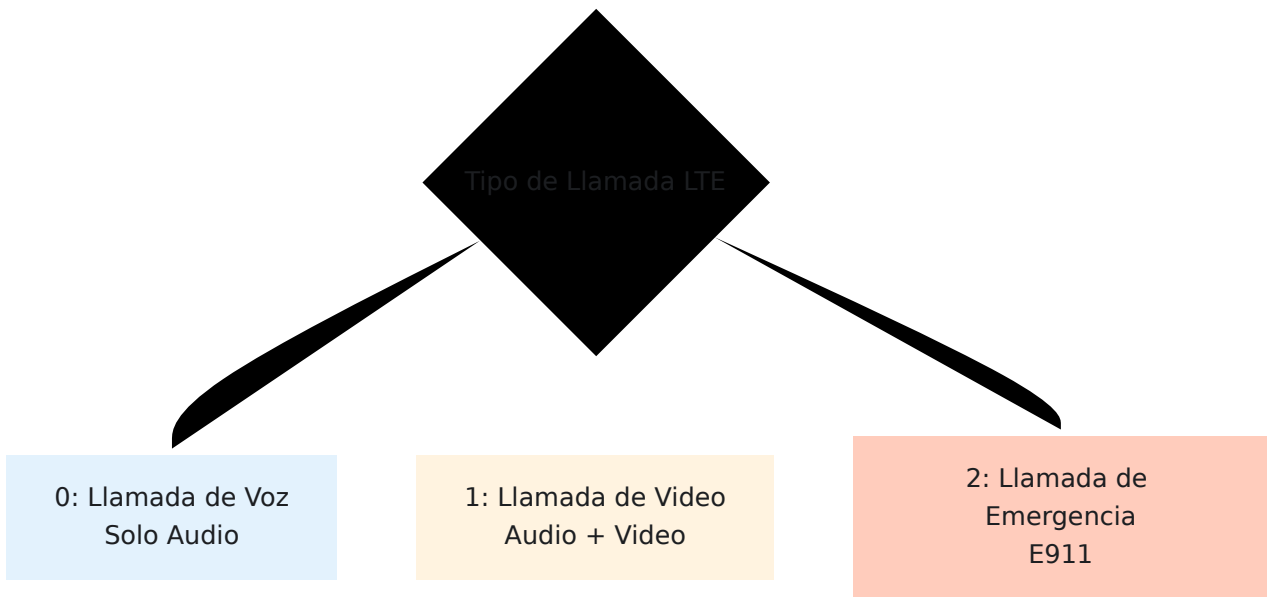 Tipo de Llamada LTE
0: Llamada de Voz
Solo Audio
1: Llamada de Video
Audio + Video
2: Llamada de
Emergencia
E911